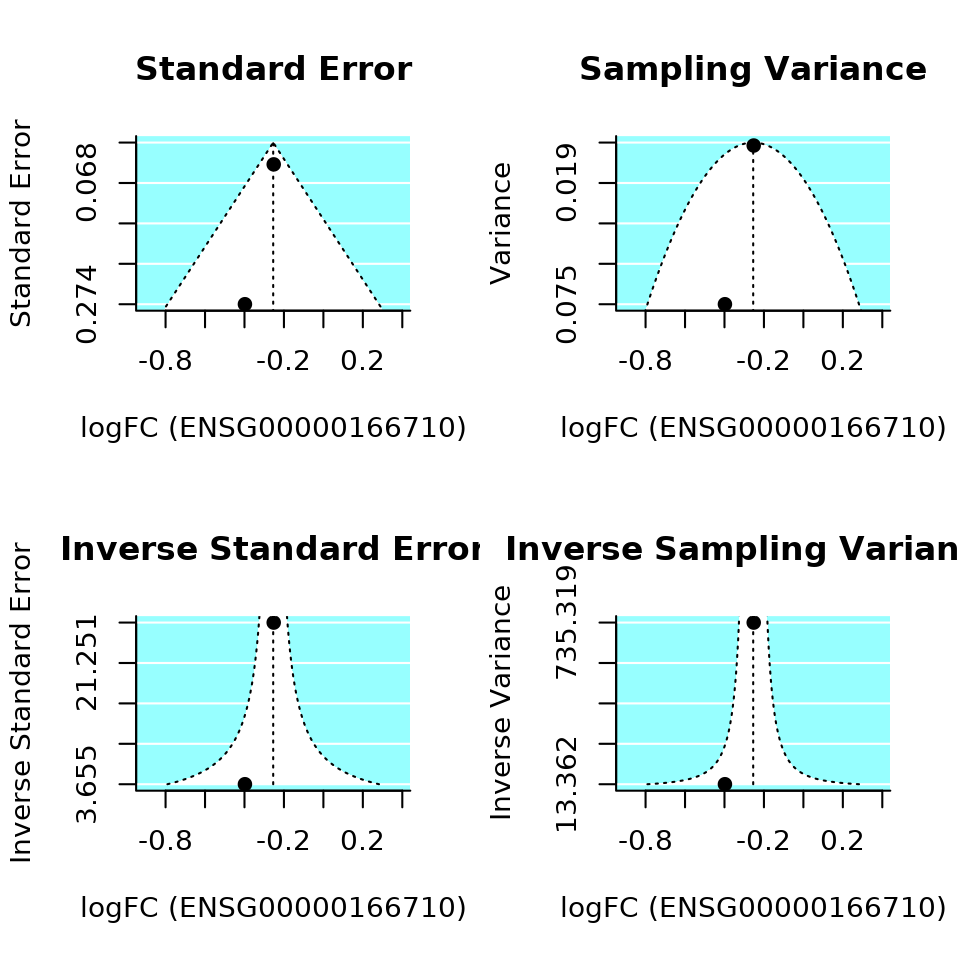 Standard Error
Standard Error
0.068
0.274
-0.8 -0.2 0.2
logFC (ENSG00000166710)
Sampling Variance
Variance
0.019
0.075
-0.8 -0.2 0.2
logFC (ENSG00000166710)
Inverse Standard Error
Inverse Standard Error
21.251
3.655
-0.8 -0.2 0.2
logFC (ENSG00000166710)
Inverse Sampling Varian
Inverse Variance
735.319
13.362
-0.8 -0.2 0.2
logFC (ENSG00000166710)